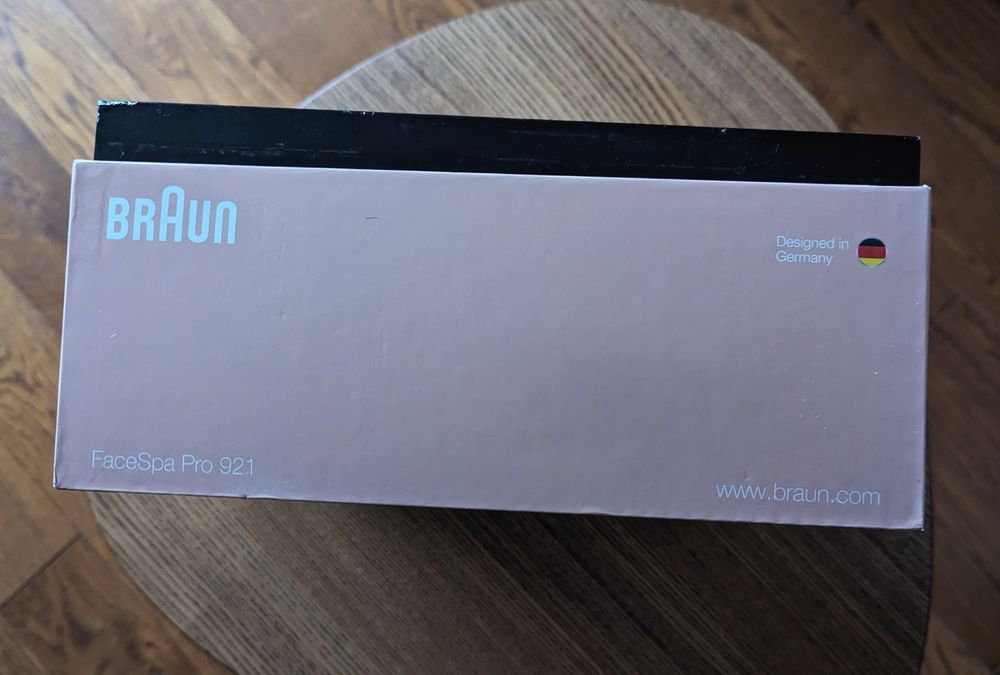 BRAUN
Designed in
Germany
FaceSpa Pro 921
www.braun.com